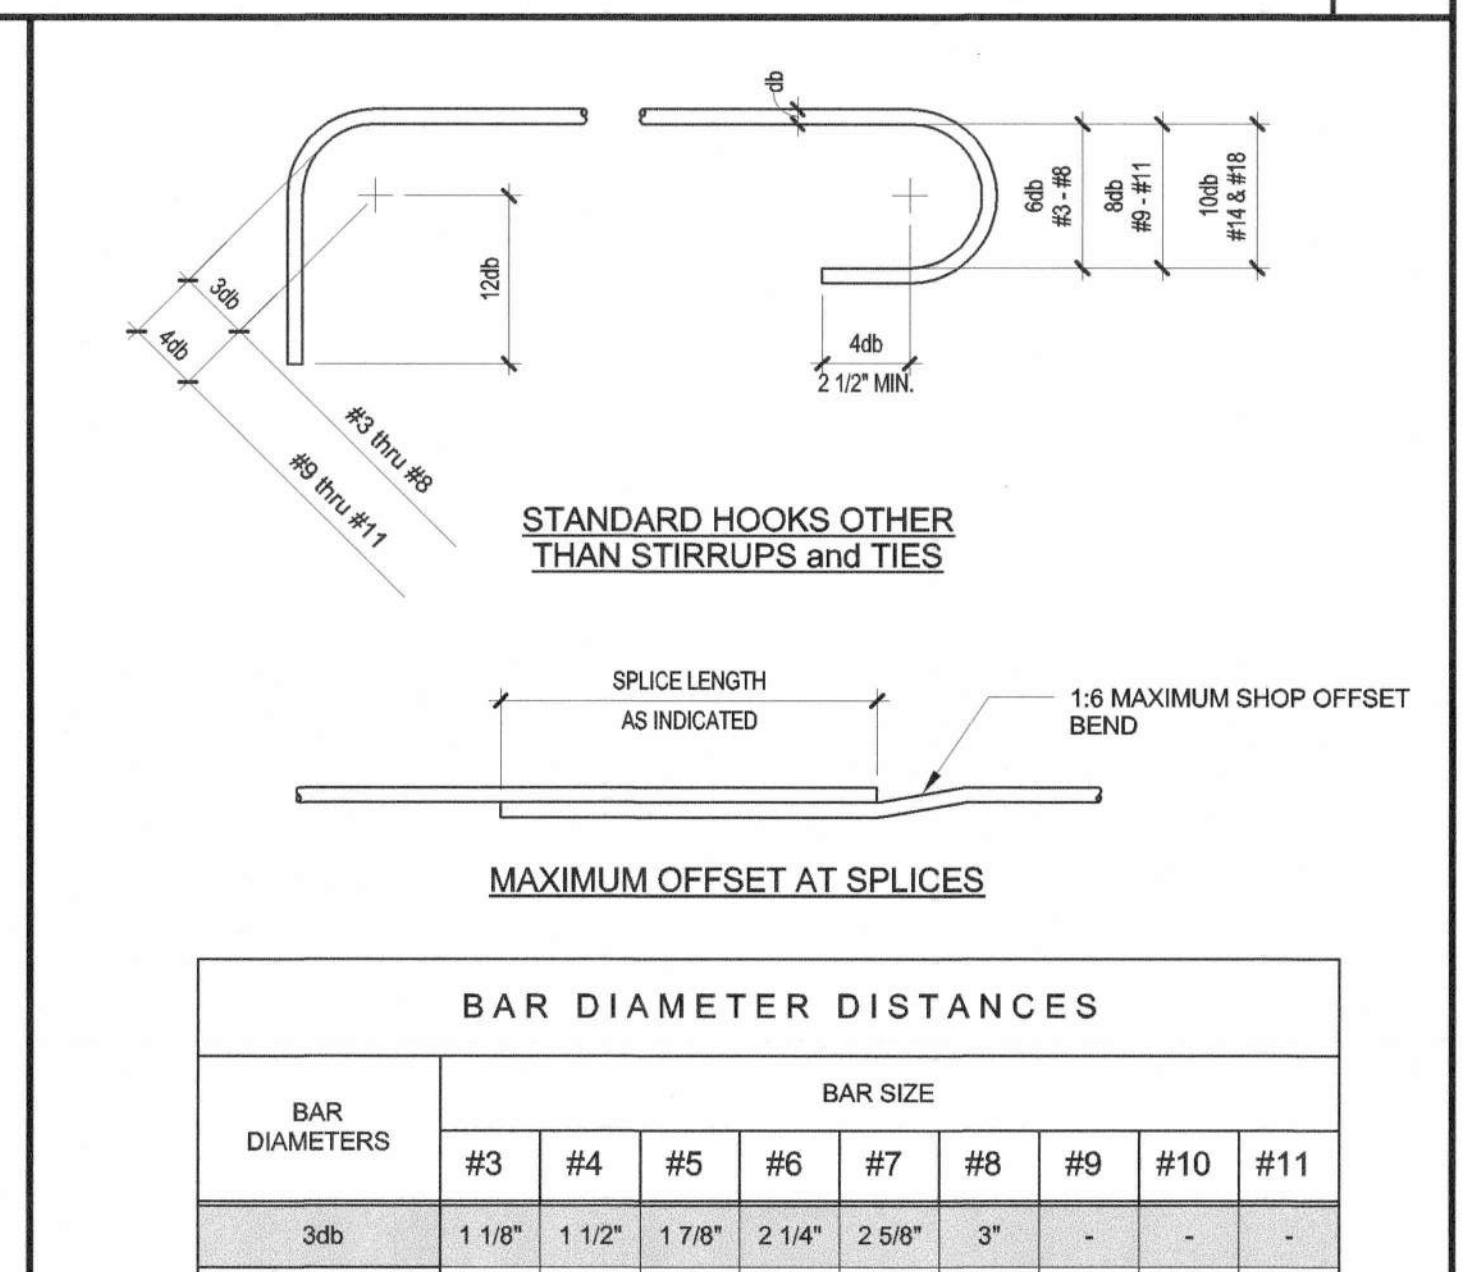 db
6db
#3 - #8
8db
#9 - #11
10db
#14 & #18
12db
3db
4db
4db
2 1/2" MIN.
#3 thru #8
#9 thru #11
STANDARD HOOKS OTHER
THAN STIRRUPS and TIES
SPLICE LENGTH
AS INDICATED
1:6 MAXIMUM SHOP OFFSET
BEND
MAXIMUM OFFSET AT SPLICES
BAR DIAMETER DISTANCES
BAR
DIAMETERS
BAR SIZE
#3 #4 #5 #6 #7 #8 #9 #10 #11
3db 1 1/8" 1 1/2" 1 7/8" 2 1/4" 2 5/8" 3" - - -